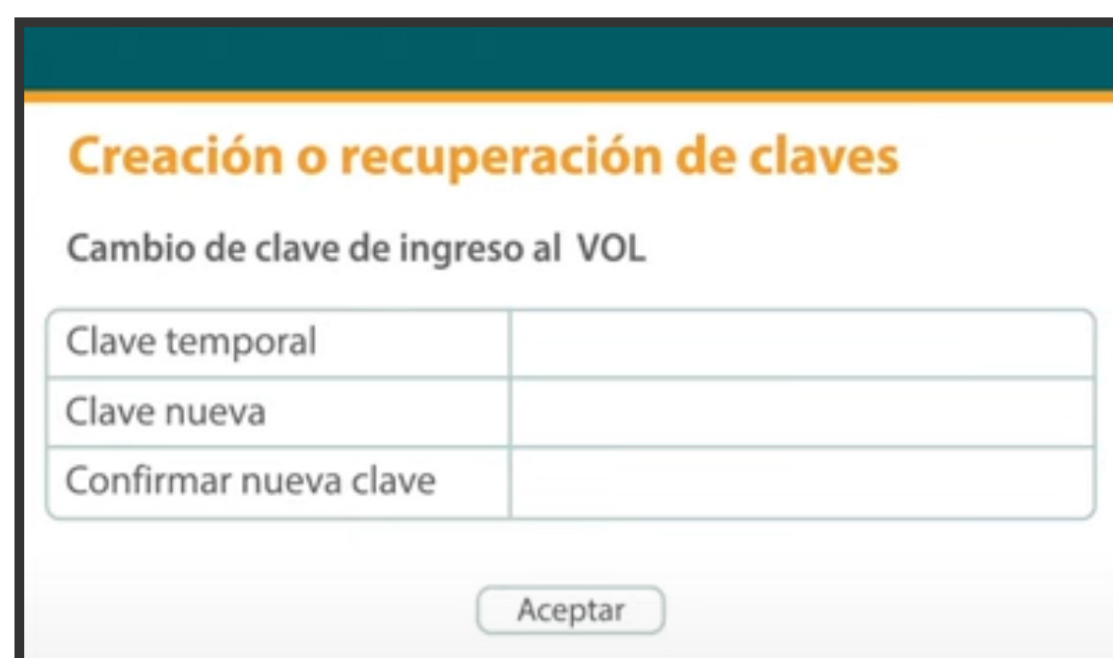 Creación o recuperación de claves
Cambio de clave de ingreso al VOL
Clave temporal
Clave nueva
Confirmar nueva clave
Aceptar